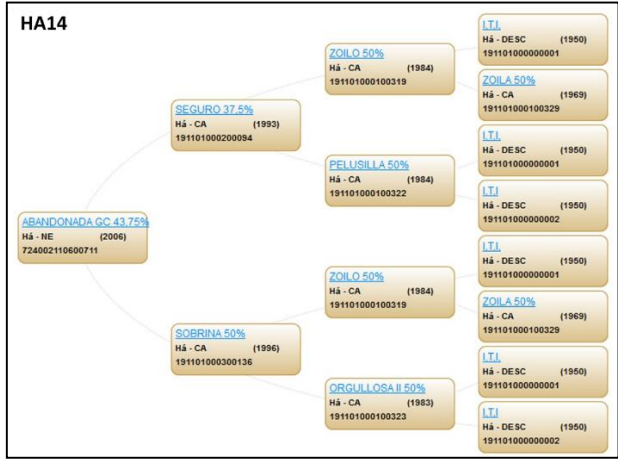 HA14
ABANDONADA GC 43,75%
Há - NE (2006)
724002110600711
SEGURO 37,5%
Há - CA (1993)
191101000200094
SOBRINA 50%
Há - CA (1996)
191101000300136
ZOILO 50%
Há - CA (1984)
191101000100319
PELUSILLA 50%
Há - CA (1984)
191101000100322
ZOILO 50%
Há - CA (1984)
191101000100319
ORGULLOSA II 50%
Há - CA (1983)
191101000100323
I.T.I.
Há - DESC (1950)
191101000000001
ZOILA 50%
Há - CA (1969)
191101000100329
I.T.I.
Há - DESC (1950)
191101000000001
I.T.I
Há - DESC (1950)
191101000000002
I.T.I.
Há - DESC (1950)
191101000000001
ZOILA 50%
Há - CA (1969)
191101000100329
I.T.I.
Há - DESC (1950)
191101000000001
I.T.I
Há - DESC (1950)
191101000000002